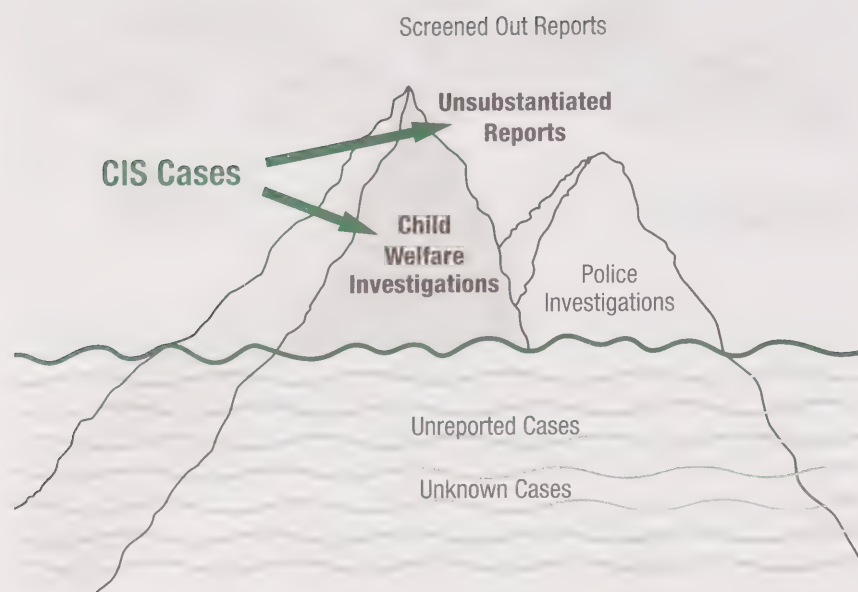 Screened Out Reports
Unsubstantiated
Reports
CIS Cases
Child
Welfare
Investigations
Police
Investigations
Unreported Cases
Unknown Cases